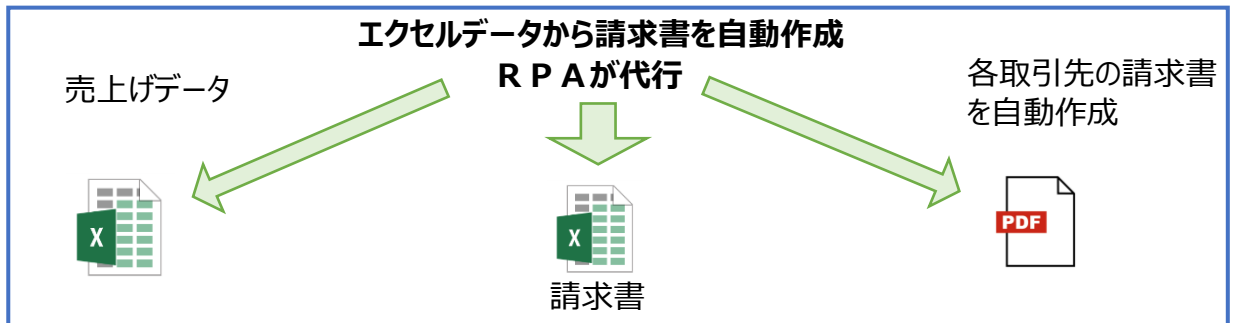 エクセルデータから請求書を自動作成
ＲＰＡが代行
売上げデータ
各取引先の請求書
を自動作成
X
X
請求書
PDF